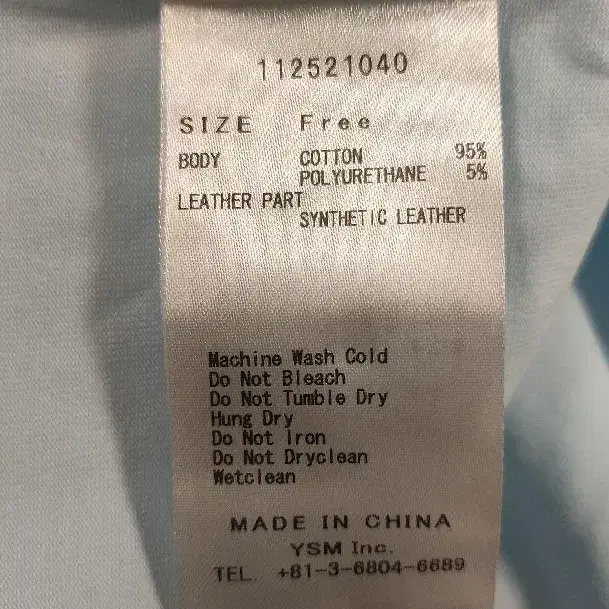 112521040
SIZE Free
BODY COTTON 95%
POLYURETHANE 5%
LEATHER PART
SYNTHETIC LEATHER
Machine Wash Cold
Do Not Bleach
Do Not Tumble Dry
Hung Dry
Do Not Iron
Do Not Dryclean
Wetclean
MADE IN CHINA
YSM Inc.
TEL. +81-3-6804-6689